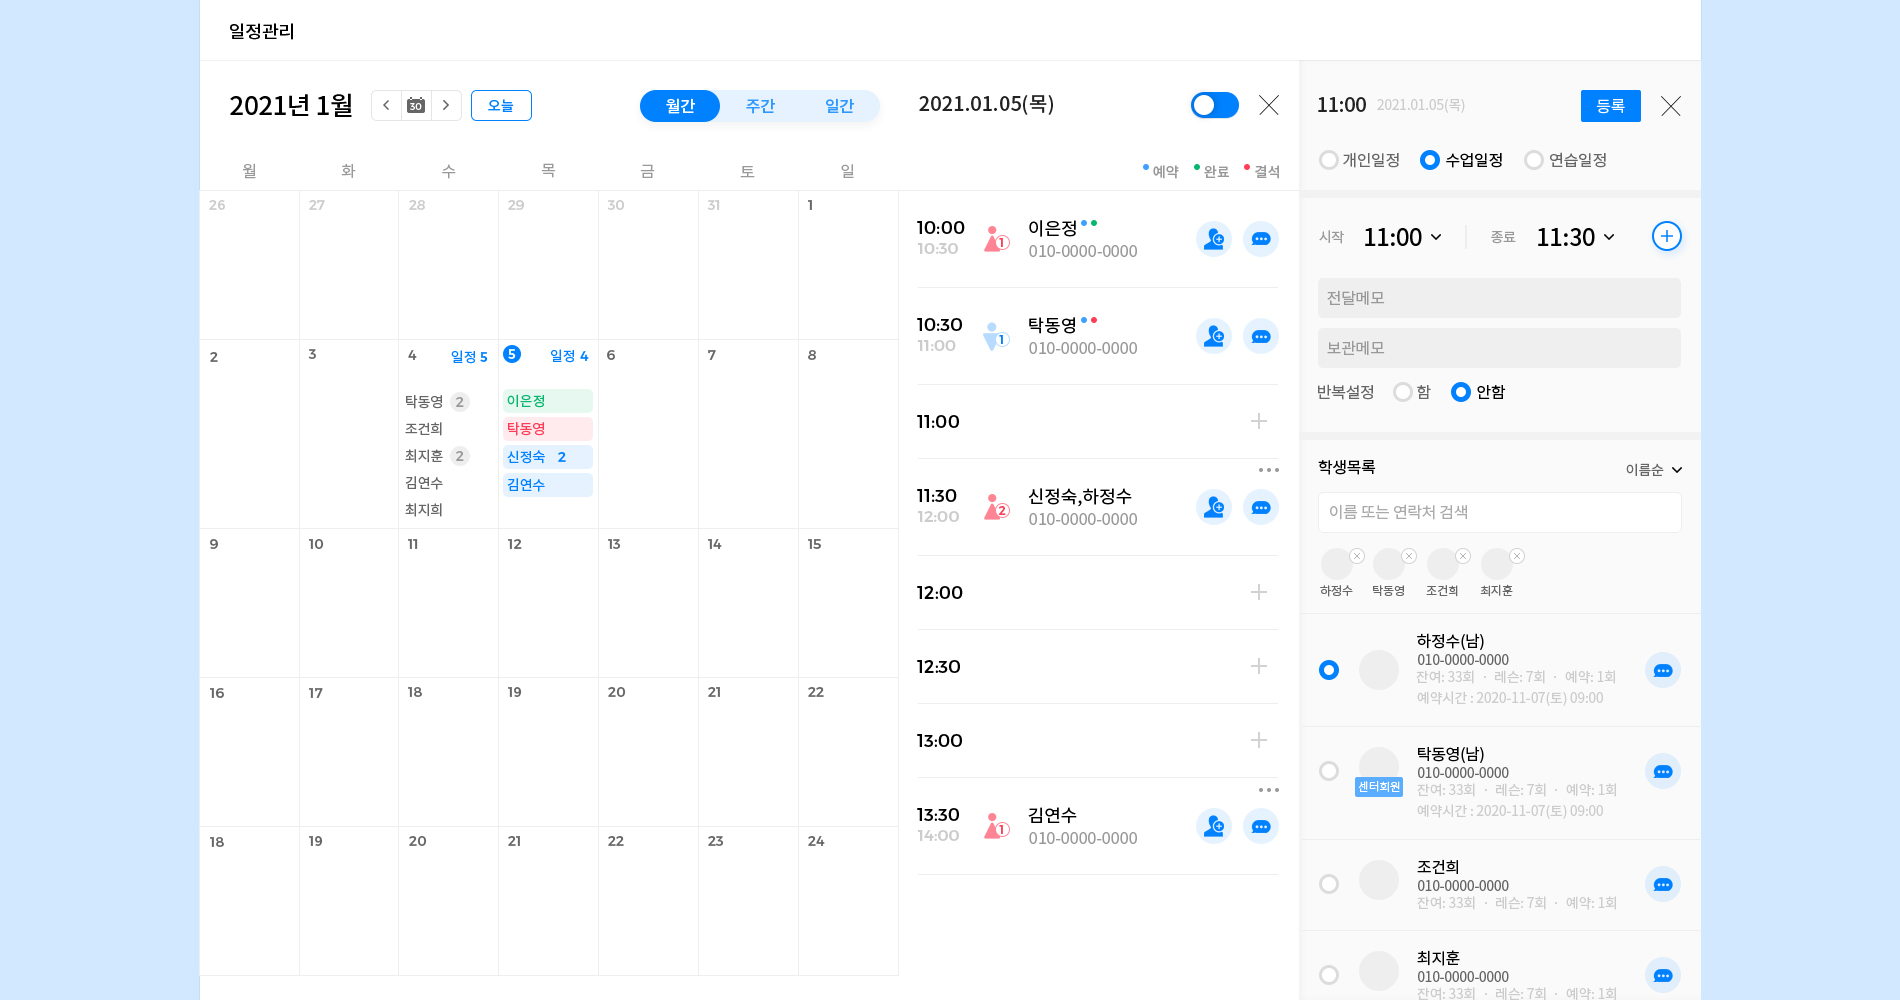 일정관리
2021년 1월
30
오늘
월간 주간 일간
월 화 수 목 금 토 일
26 27 28 29 30 31 1
2 3 4 일정 5 5 일정 4 6 7 8
탁동영 2
조건희
최지훈 2
김연수
최지희
이은정
탁동영
신정숙 2
김연수
9 10 11 12 13 14 15
16 17 18 19 20 21 22
18 19 20 21 22 23 24
2021.01.05(목)
예약 완료 결석
10:00 이은정
10:30 1 010-0000-0000
10:30 탁동영
11:00 1 010-0000-0000
11:00
11:30 신정숙,하정수
12:00 2 010-0000-0000
12:00
12:30
13:00
13:30 김연수
14:00 1 010-0000-0000
11:00 2021.01.05(목) 등록
개인일정 수업일정 연습일정
시작 11:00 종료 11:30
전달메모
보관메모
반복설정 함 안함
학생목록 이름순
이름 또는 연락처 검색
하정수 탁동영 조건희 최지훈
하정수(남)
010-0000-0000
잔여: 33회 · 레슨: 7회 · 예약: 1회
예약시간 : 2020-11-07(토) 09:00
탁동영(남)
센터회원
010-0000-0000
잔여: 33회 · 레슨: 7회 · 예약: 1회
예약시간 : 2020-11-07(토) 09:00
조건희
010-0000-0000
잔여: 33회 · 레슨: 7회 · 예약: 1회
최지훈
010-0000-0000
잔여: 33회 · 레슨: 7회 · 예약: 1회